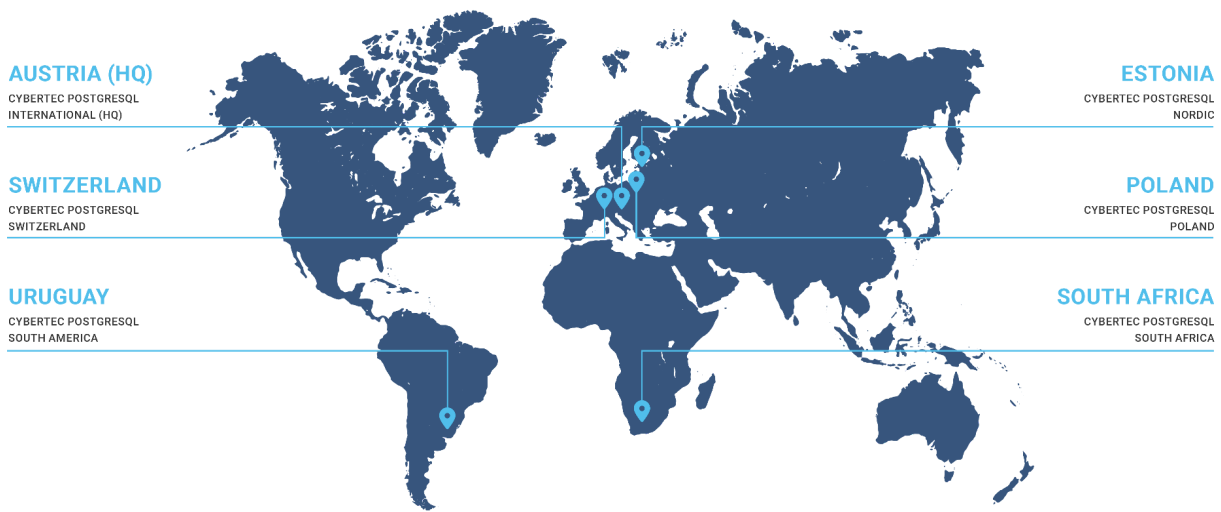 AUSTRIA (HQ)
CYBERTEC POSTGRESQL
INTERNATIONAL (HQ)
SWITZERLAND
CYBERTEC POSTGRESQL
SWITZERLAND
URUGUAY
CYBERTEC POSTGRESQL
SOUTH AMERICA
ESTONIA
CYBERTEC POSTGRESQL
NORDIC
POLAND
CYBERTEC POSTGRESQL
POLAND
SOUTH AFRICA
CYBERTEC POSTGRESQL
SOUTH AFRICA